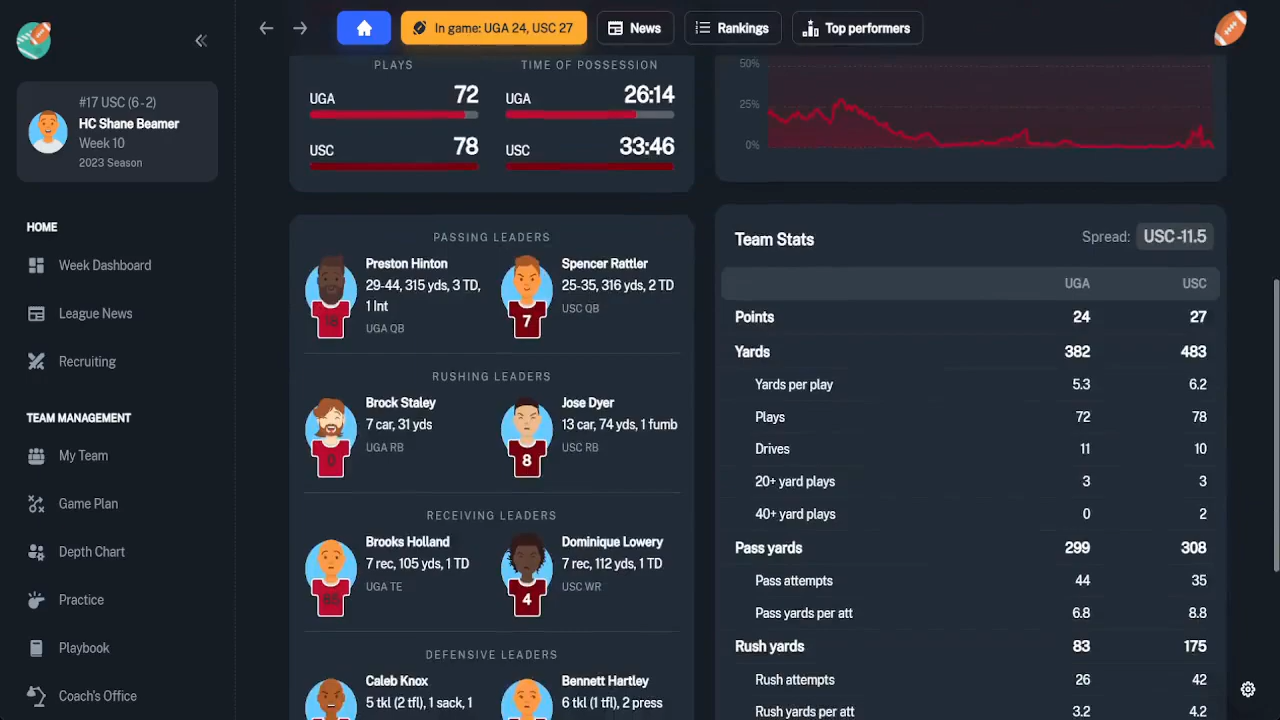 In game: UGA 24, USC 27
News
Rankings
Top performers
#17 USC (6-2)
HC Shane Beamer
Week 10
2023 Season
HOME
Week Dashboard
League News
Recruiting
TEAM MANAGEMENT
My Team
Game Plan
Depth Chart
Practice
Playbook
Coach's Office
PLAYS
UGA 72
USC 78
TIME OF POSSESSION
UGA 26:14
USC 33:46
50%
25%
0%
PASSING LEADERS
Preston Hinton
29-44, 315 yds, 3 TD,
1 Int
UGA QB
Spencer Rattler
25-35, 316 yds, 2 TD
USC QB
7
RUSHING LEADERS
Brock Staley
7 car, 31 yds
UGA RB
0
Jose Dyer
13 car, 74 yds, 1 fumb
USC RB
8
RECEIVING LEADERS
Brooks Holland
7 rec, 105 yds, 1 TD
UGA TE
Dominique Lowery
7 rec, 112 yds, 1 TD
USC WR
4
DEFENSIVE LEADERS
Caleb Knox
5 tkl (2 tfl), 1 sack, 1
Bennett Hartley
6 tkl (1 tfl), 2 press
Team Stats
Spread: USC -11.5
UGA USC
Points 24 27
Yards 382 483
Yards per play 5.3 6.2
Plays 72 78
Drives 11 10
20+ yard plays 3 3
40+ yard plays 0 2
Pass yards 299 308
Pass attempts 44 35
Pass yards per att 6.8 8.8
Rush yards 83 175
Rush attempts 26 42
Rush yards per att 3.2 4.2